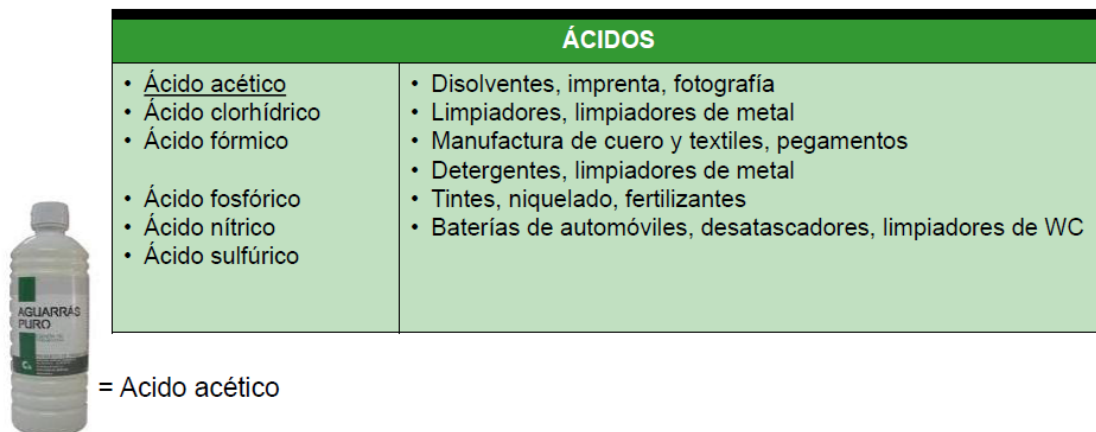 ÁCIDOS
• Ácido acético
• Ácido clorhídrico
• Ácido fórmico
• Ácido fosfórico
• Ácido nítrico
• Ácido sulfúrico
• Disolventes, imprenta, fotografía
• Limpiadores, limpiadores de metal
• Manufactura de cuero y textiles, pegamentos
• Detergentes, limpiadores de metal
• Tintes, niquelado, fertilizantes
• Baterías de automóviles, desatascadores, limpiadores de WC
AGUARRÁS
PURO
= Acido acético